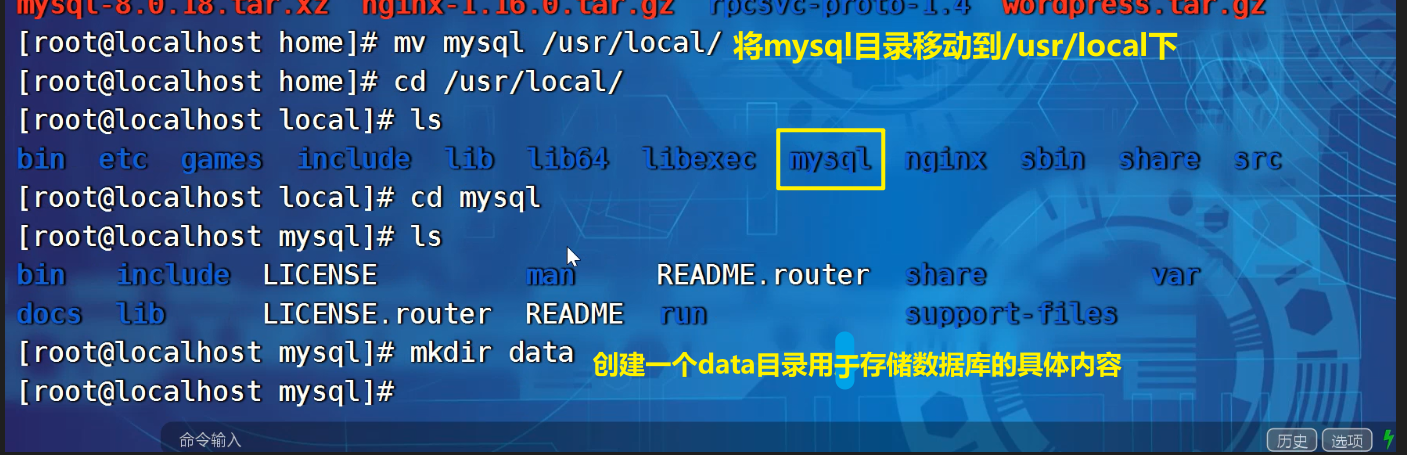 mysql-8.0.18.tar.xz nginx-1.16.0.tar.gz rpcsvc-proto-1.4 wordpress.tar.gz
[root@localhost home]# mv mysql /usr/local/ 将mysql目录移动到/usr/local下
[root@localhost home]# cd /usr/local/
[root@localhost local]# ls
bin etc games include lib lib64 libexec mysql nginx sbin share src
[root@localhost local]# cd mysql
[root@localhost mysql]# ls
bin include LICENSE man README.router share var
docs lib LICENSE.router README run support-files
[root@localhost mysql]# mkdir data 创建一个data目录用于存储数据库的具体内容
[root@localhost mysql]#
命令输入 历史 选项